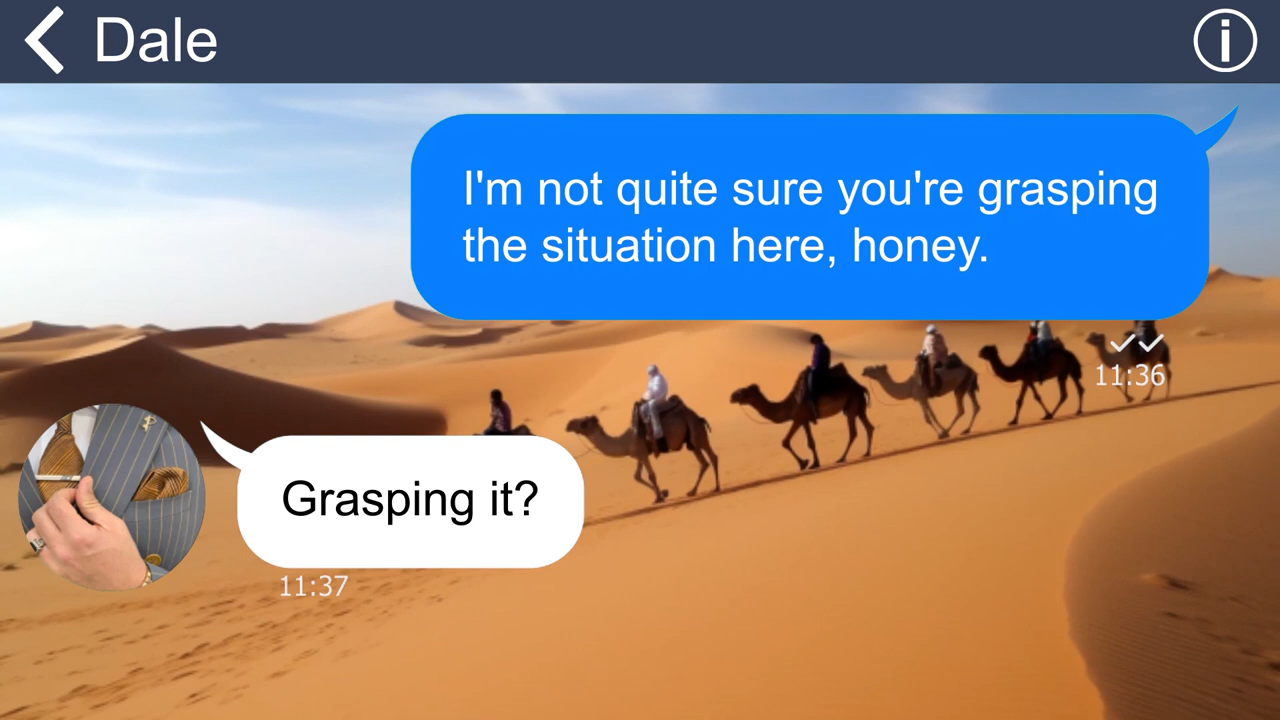 Dale
I'm not quite sure you're grasping
the situation here, honey.
11:36
Grasping it?
11:37